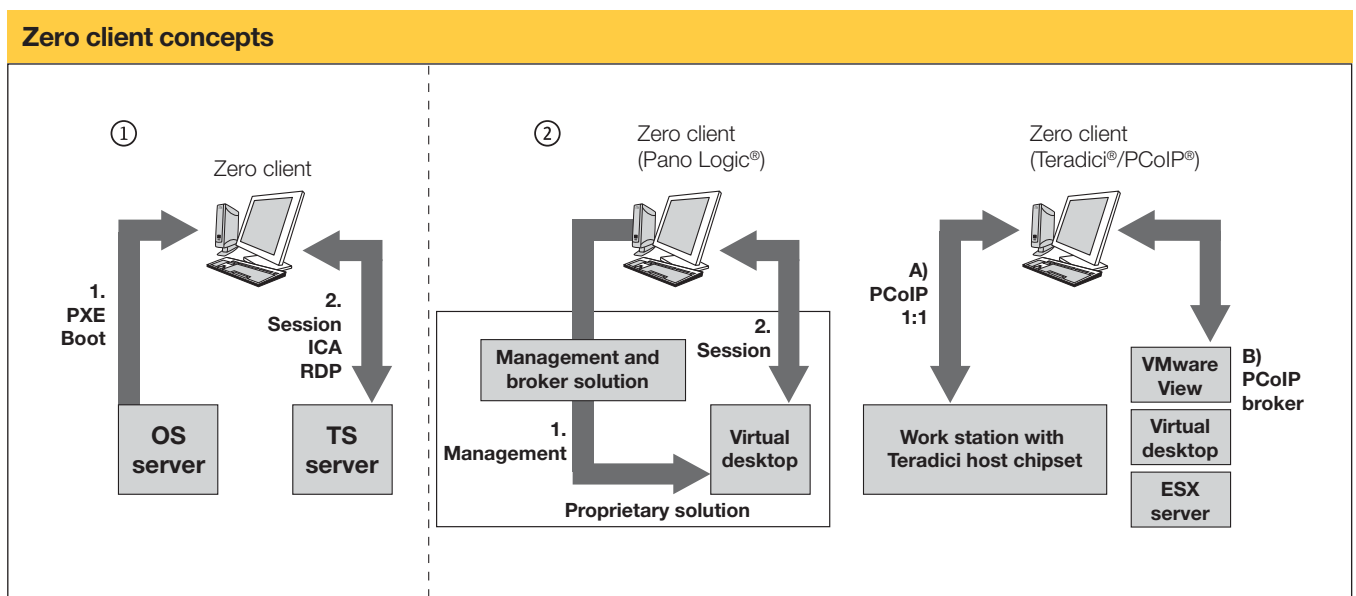 Zero client concepts
①
Zero client
1.
PXE
Boot
2.
Session
ICA
RDP
OS
server
TS
server
②
Zero client
(Pano Logic®)
Management and
broker solution
2.
Session
1.
Management
Virtual
desktop
Proprietary solution
Zero client
(Teradici®/PCoIP®)
A)
PCoIP
1:1
Work station with
Teradici host chipset
VMware
View
B)
PCoIP
broker
Virtual
desktop
ESX
server